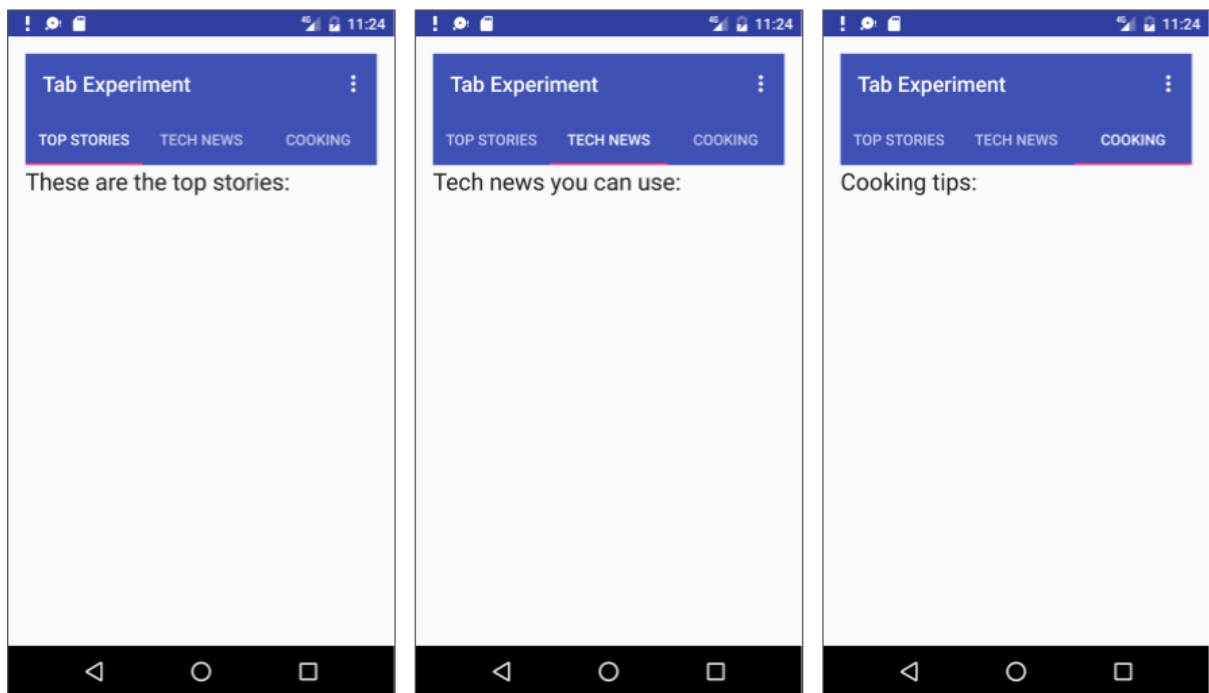 11:24
Tab Experiment
TOP STORIES TECH NEWS COOKING
These are the top stories:
11:24
Tab Experiment
TOP STORIES TECH NEWS COOKING
Tech news you can use:
11:24
Tab Experiment
TOP STORIES TECH NEWS COOKING
Cooking tips: